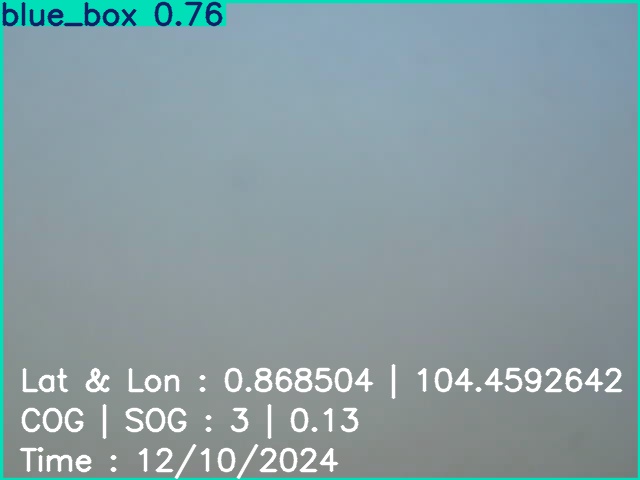 blue_box 0.76
Lat & Lon : 0.868504 | 104.4592642
COG | SOG : 3 | 0.13
Time : 12/10/2024